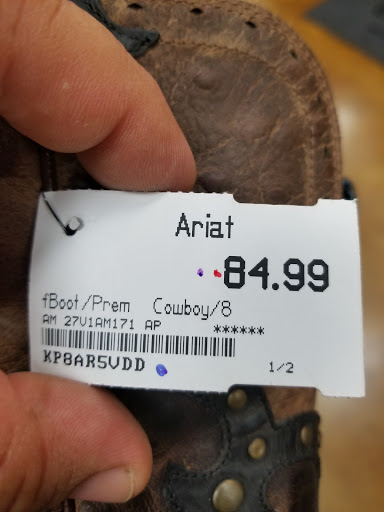 Ariat
84.99
fBoot/Prem Cowboy/8
AM 27V1AM171 AP ******
KP8AR5VDD
1/2